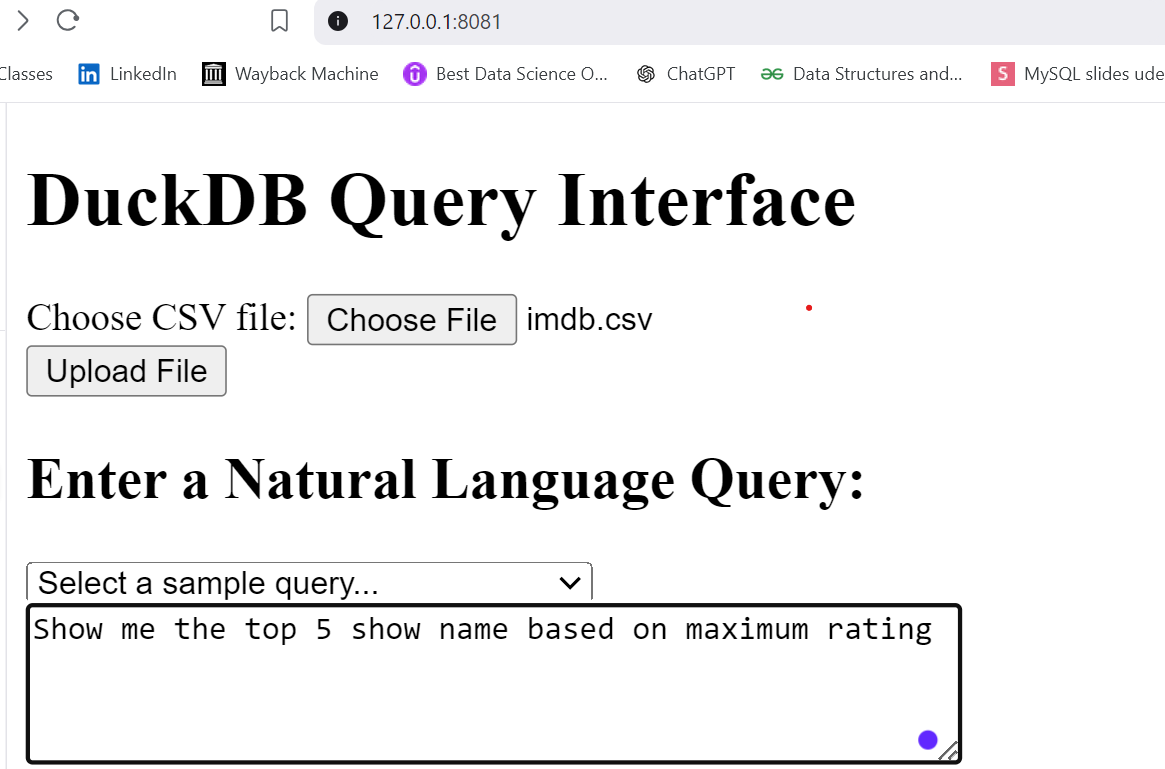 127.0.0.1:8081
Classes LinkedIn Wayback Machine Best Data Science O... ChatGPT Data Structures and... S MySQL slides ude
DuckDB Query Interface
Choose CSV file: Choose File imdb.csv
Upload File
Enter a Natural Language Query:
Select a sample query...
Show me the top 5 show name based on maximum rating